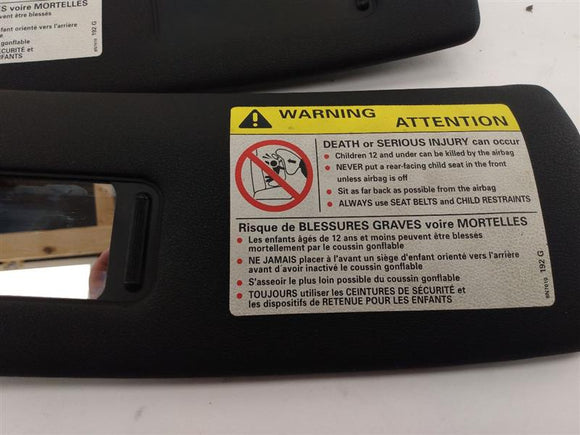 S voire MORTELLES
euvent être blessés
enfant orienté vers l'arrière
gonflable
SÉCURITÉ et
NFANTS
192 G
WARNING
ATTENTION
DEATH or SERIOUS INJURY can occur
• Children 12 and under can be killed by the airbag
• NEVER put a rear-facing child seat in the front
unless airbag is off
• Sit as far back as possible from the airbag
• ALWAYS use SEAT BELTS and CHILD RESTRAINTS
Risque de BLESSURES GRAVES voire MORTELLES
• Les enfants âgés de 12 ans et moins peuvent être blessés
mortellement par le coussin gonflable
• NE JAMAIS placer à l'avant un siège d'enfant orienté vers l'arrière
avant d'avoir inactivé le coussin gonflable
• S'asseoir le plus loin possible du coussin gonflable
• TOUJOURS utiliser les CEINTURES DE SÉCURITÉ et
les dispositifs de RETENUE POUR LES ENFANTS
192 G